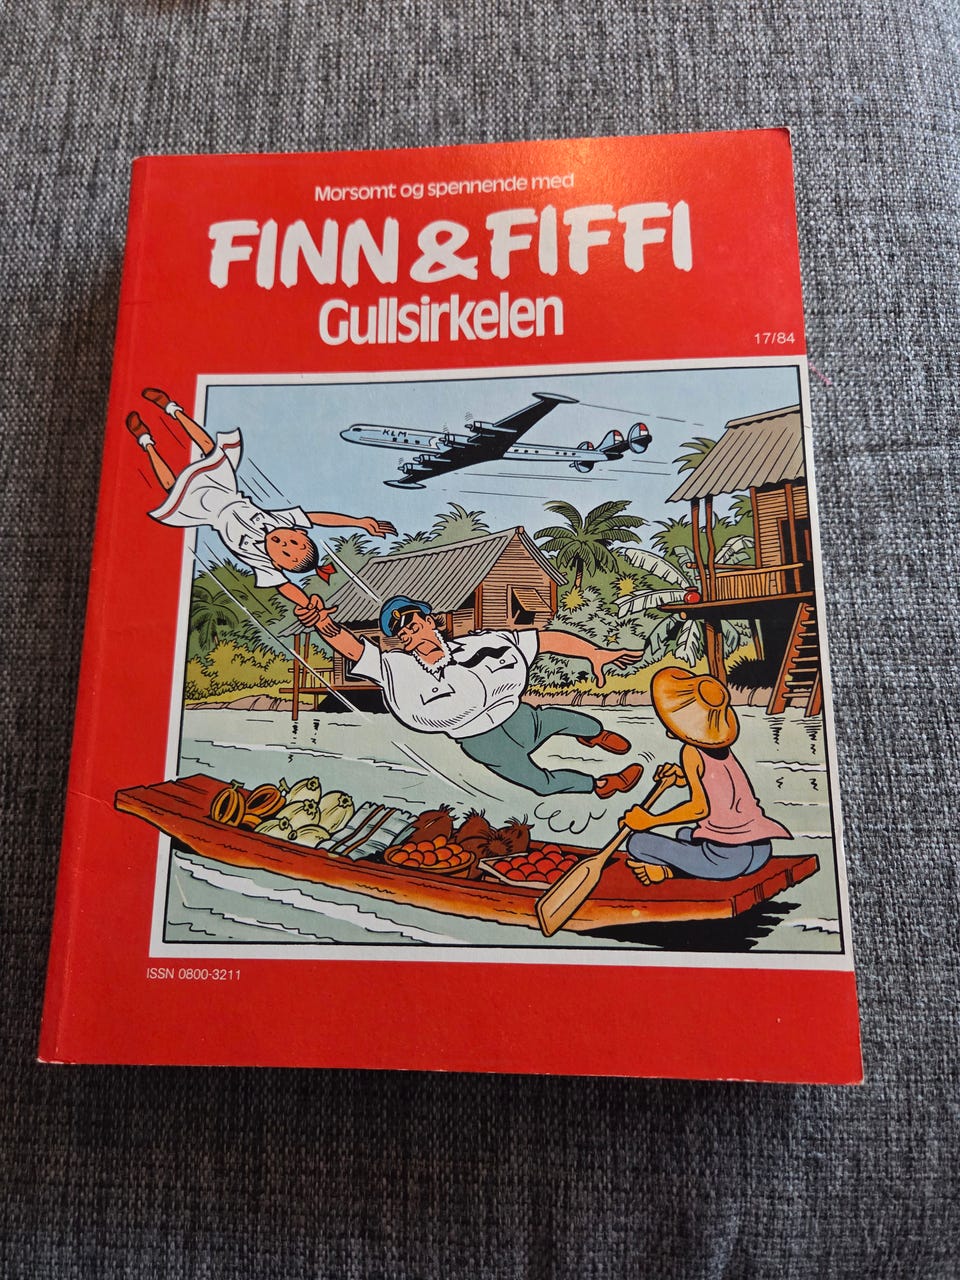 Morsomt og spennende med
FINN & FIFFI
Gullsirkelen
17/84
KLM
ISSN 0800-3211